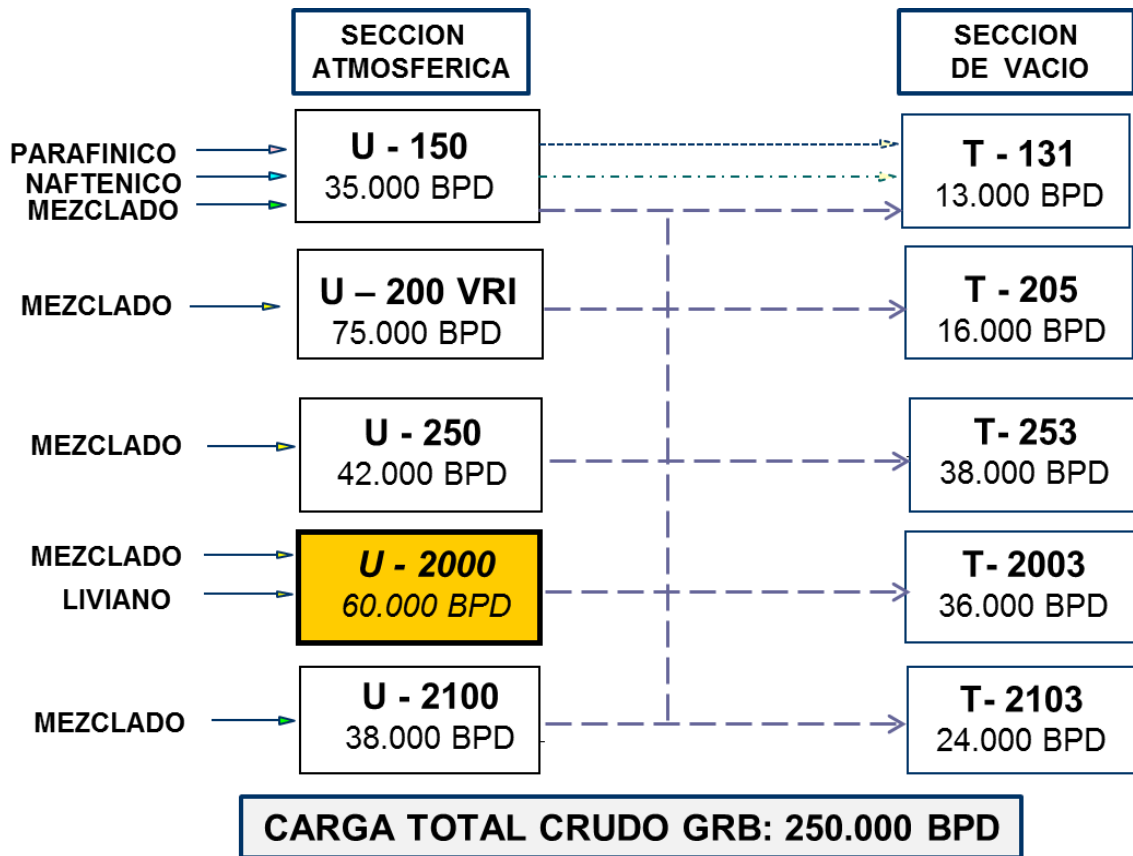 SECCION
ATMOSFERICA
SECCION
DE VACIO
PARAFINICO
NAFTENICO
MEZCLADO
U - 150
35.000 BPD
T - 131
13.000 BPD
MEZCLADO
U – 200 VRI
75.000 BPD
T - 205
16.000 BPD
MEZCLADO
U - 250
42.000 BPD
T- 253
38.000 BPD
MEZCLADO
LIVIANO
U - 2000
60.000 BPD
T- 2003
36.000 BPD
MEZCLADO
U - 2100
38.000 BPD
T- 2103
24.000 BPD
CARGA TOTAL CRUDO GRB: 250.000 BPD